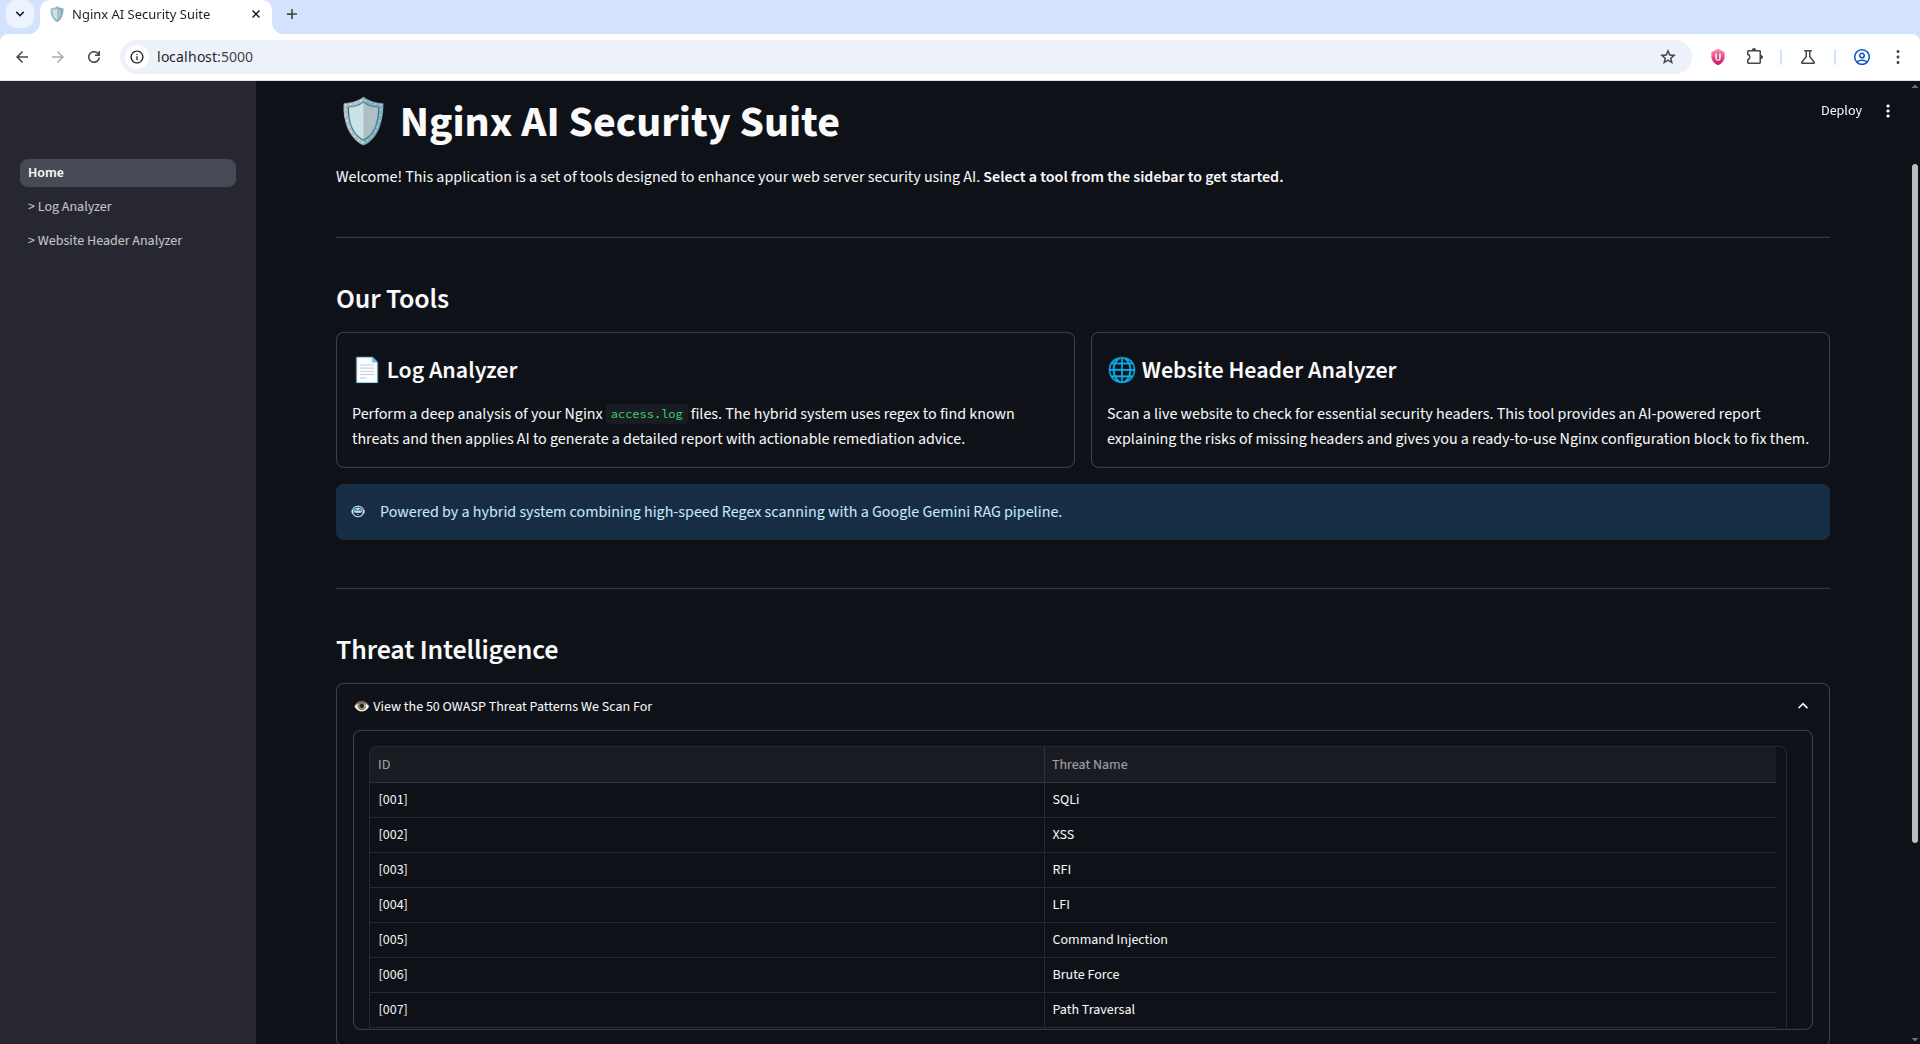 Nginx AI Security Suite
localhost:5000
Deploy
Home
> Log Analyzer
> Website Header Analyzer
Nginx AI Security Suite
Welcome! This application is a set of tools designed to enhance your web server security using AI. Select a tool from the sidebar to get started.
Our Tools
Log Analyzer
Perform a deep analysis of your Nginx access.log files. The hybrid system uses regex to find known
threats and then applies AI to generate a detailed report with actionable remediation advice.
Website Header Analyzer
Scan a live website to check for essential security headers. This tool provides an AI-powered report
explaining the risks of missing headers and gives you a ready-to-use Nginx configuration block to fix them.
Powered by a hybrid system combining high-speed Regex scanning with a Google Gemini RAG pipeline.
Threat Intelligence
View the 50 OWASP Threat Patterns We Scan For
ID Threat Name
[001] SQLi
[002] XSS
[003] RFI
[004] LFI
[005] Command Injection
[006] Brute Force
[007] Path Traversal